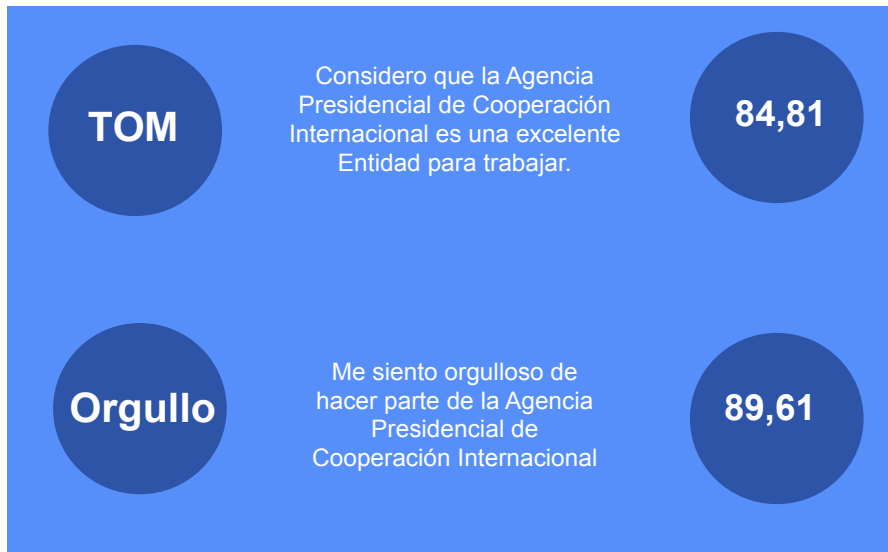 TOM
Considero que la Agencia
Presidencial de Cooperación
Internacional es una excelente
Entidad para trabajar.
84,81
Orgullo
Me siento orgulloso de
hacer parte de la Agencia
Presidencial de
Cooperación Internacional
89,61